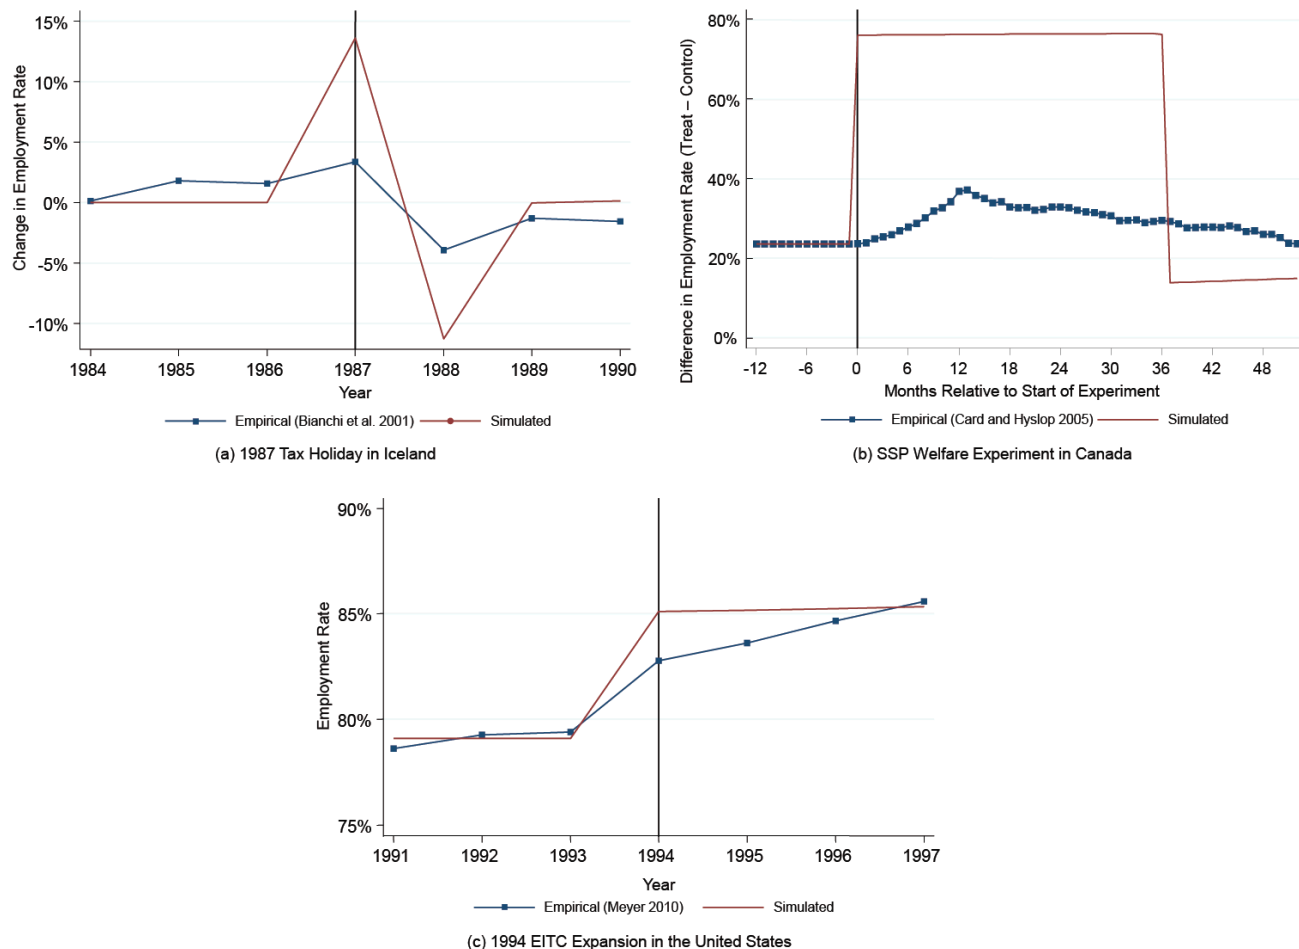 15%
10%
5%
0%
-5%
-10%
Change in Employment Rate
1984 1985 1986 1987 1988 1989 1990
Year
Empirical (Bianchi et al. 2001) Simulated
(a) 1987 Tax Holiday in Iceland
80%
60%
40%
20%
0%
Difference in Employment Rate (Treat – Control)
-12 -6 0 6 12 18 24 30 36 42 48
Months Relative to Start of Experiment
Empirical (Card and Hyslop 2005) Simulated
(b) SSP Welfare Experiment in Canada
90%
85%
80%
75%
Employment Rate
1991 1992 1993 1994 1995 1996 1997
Year
Empirical (Meyer 2010) Simulated
(c) 1994 EITC Expansion in the United States